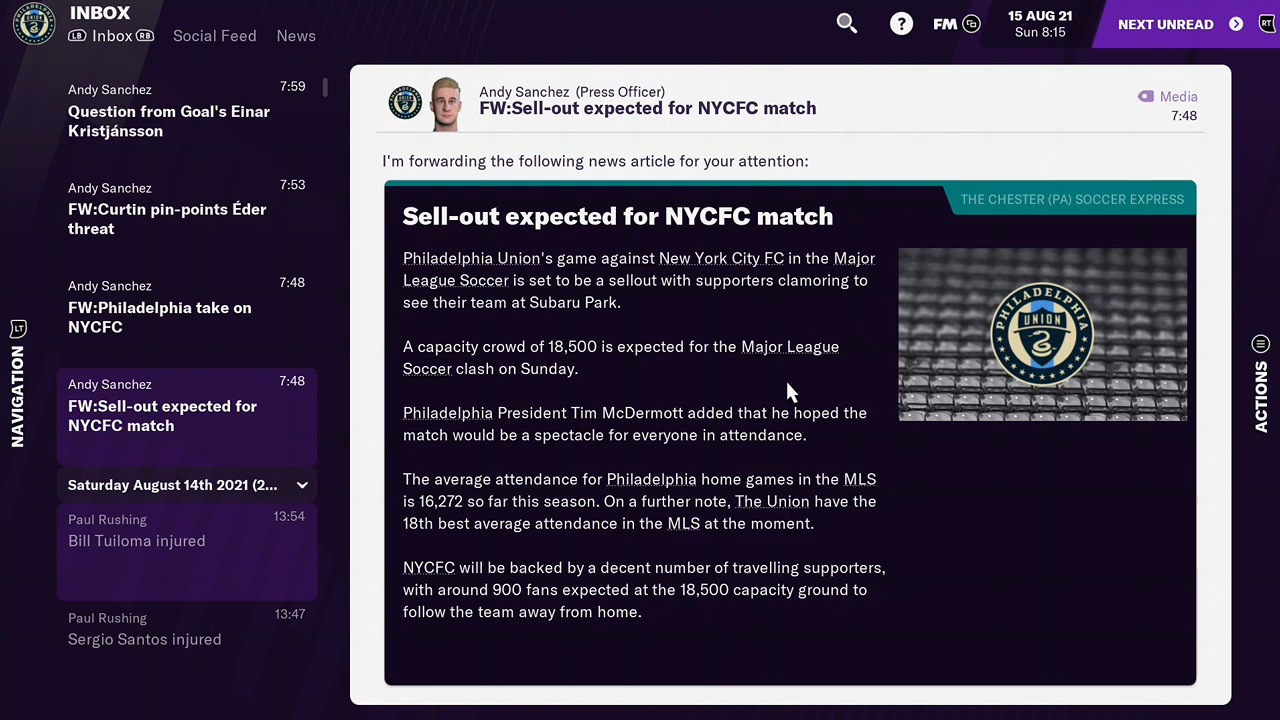 INBOX
LB Inbox RB Social Feed News
FM
15 AUG 21
Sun 8:15
NEXT UNREAD
RT
Andy Sanchez 7:59
Question from Goal's Einar
Kristjánsson
Andy Sanchez 7:53
FW:Curtin pin-points Éder
threat
Andy Sanchez 7:48
FW:Philadelphia take on
NYCFC
Andy Sanchez 7:48
FW:Sell-out expected for
NYCFC match
Saturday August 14th 2021 (2...
Paul Rushing 13:54
Bill Tuiloma injured
Paul Rushing 13:47
Sergio Santos injured
NAVIGATION LT
Andy Sanchez (Press Officer)
FW:Sell-out expected for NYCFC match
Media
7:48
I'm forwarding the following news article for your attention:
THE CHESTER (PA) SOCCER EXPRESS
Sell-out expected for NYCFC match
Philadelphia Union's game against New York City FC in the Major
League Soccer is set to be a sellout with supporters clamoring to
see their team at Subaru Park.
A capacity crowd of 18,500 is expected for the Major League
Soccer clash on Sunday.
Philadelphia President Tim McDermott added that he hoped the
match would be a spectacle for everyone in attendance.
The average attendance for Philadelphia home games in the MLS
is 16,272 so far this season. On a further note, The Union have the
18th best average attendance in the MLS at the moment.
NYCFC will be backed by a decent number of travelling supporters,
with around 900 fans expected at the 18,500 capacity ground to
follow the team away from home.
PHILADELPHIA
UNION
ACTIONS